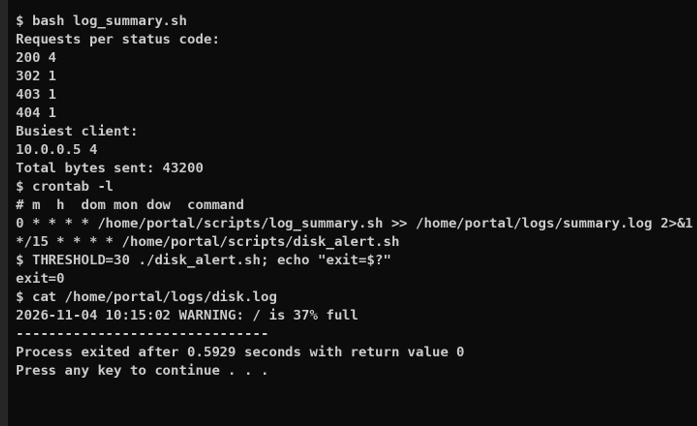 $ bash log_summary.sh
Requests per status code:
200 4
302 1
403 1
404 1
Busiest client:
10.0.0.5 4
Total bytes sent: 43200
$ crontab -l
# m  h  dom mon dow  command
0 * * * * /home/portal/scripts/log_summary.sh >> /home/portal/logs/summary.log 2>&1
*/15 * * * * /home/portal/scripts/disk_alert.sh
$ THRESHOLD=30 ./disk_alert.sh; echo "exit=$?"
exit=0
$ cat /home/portal/logs/disk.log
2026-11-04 10:15:02 WARNING: / is 37% full
-------------------------------
Process exited after 0.5929 seconds with return value 0
Press any key to continue . . .